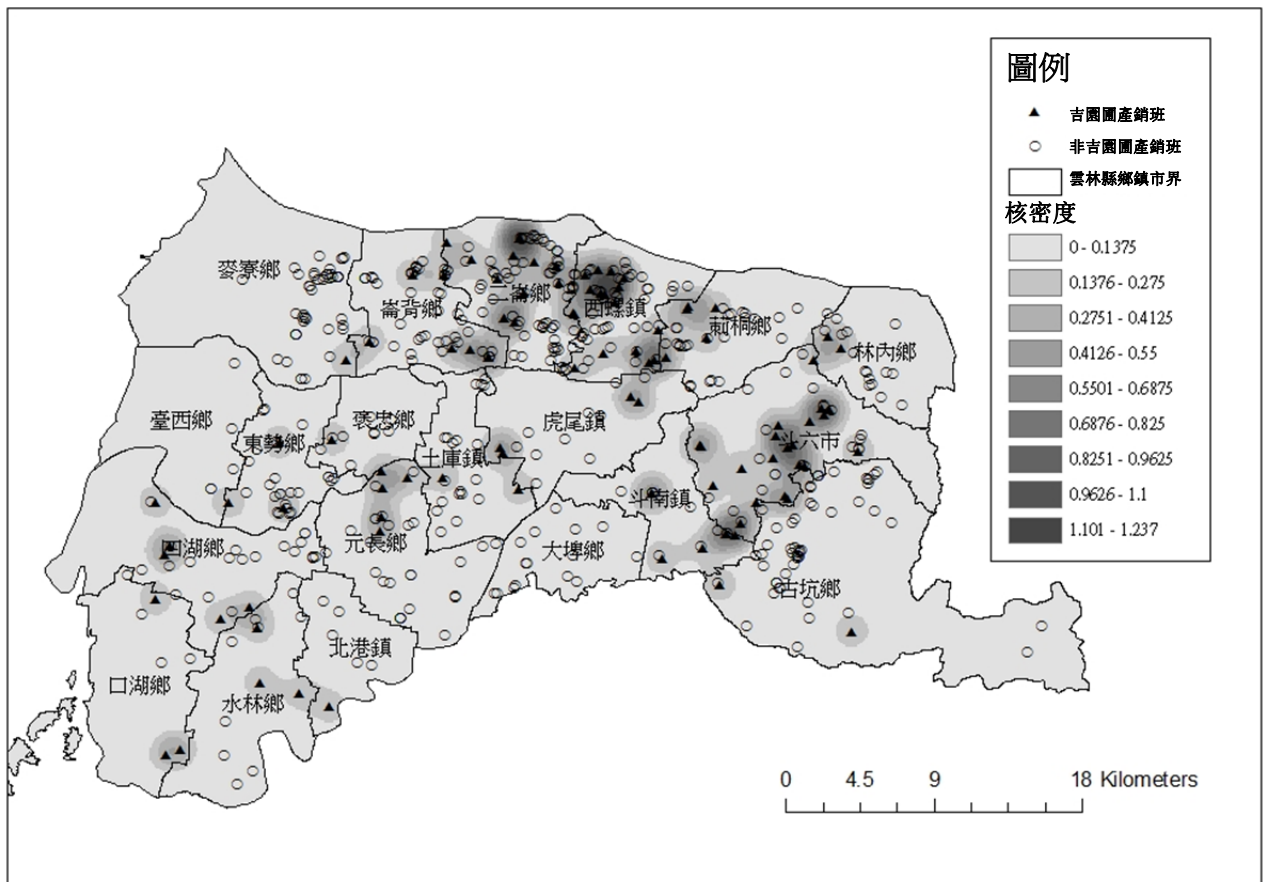 圖例
吉園圃產銷班
非吉園圃產銷班
雲林縣鄉鎮市界
核密度
0 - 0.1375
0.1376 - 0.275
0.2751 - 0.4125
0.4126 - 0.55
0.5501 - 0.6875
0.6876 - 0.825
0.8251 - 0.9625
0.9626 - 1.1
1.101 - 1.237
麥寮鄉
崙背鄉
二崙鄉
西螺鎮
莿桐鄉
林內鄉
臺西鄉
東勢鄉
褒忠鄉
土庫鎮
虎尾鎮
斗六市
斗南鎮
四湖鄉
元長鄉
大埤鄉
古坑鄉
北港鎮
口湖鄉
水林鄉
0 4.5 9 18 Kilometers